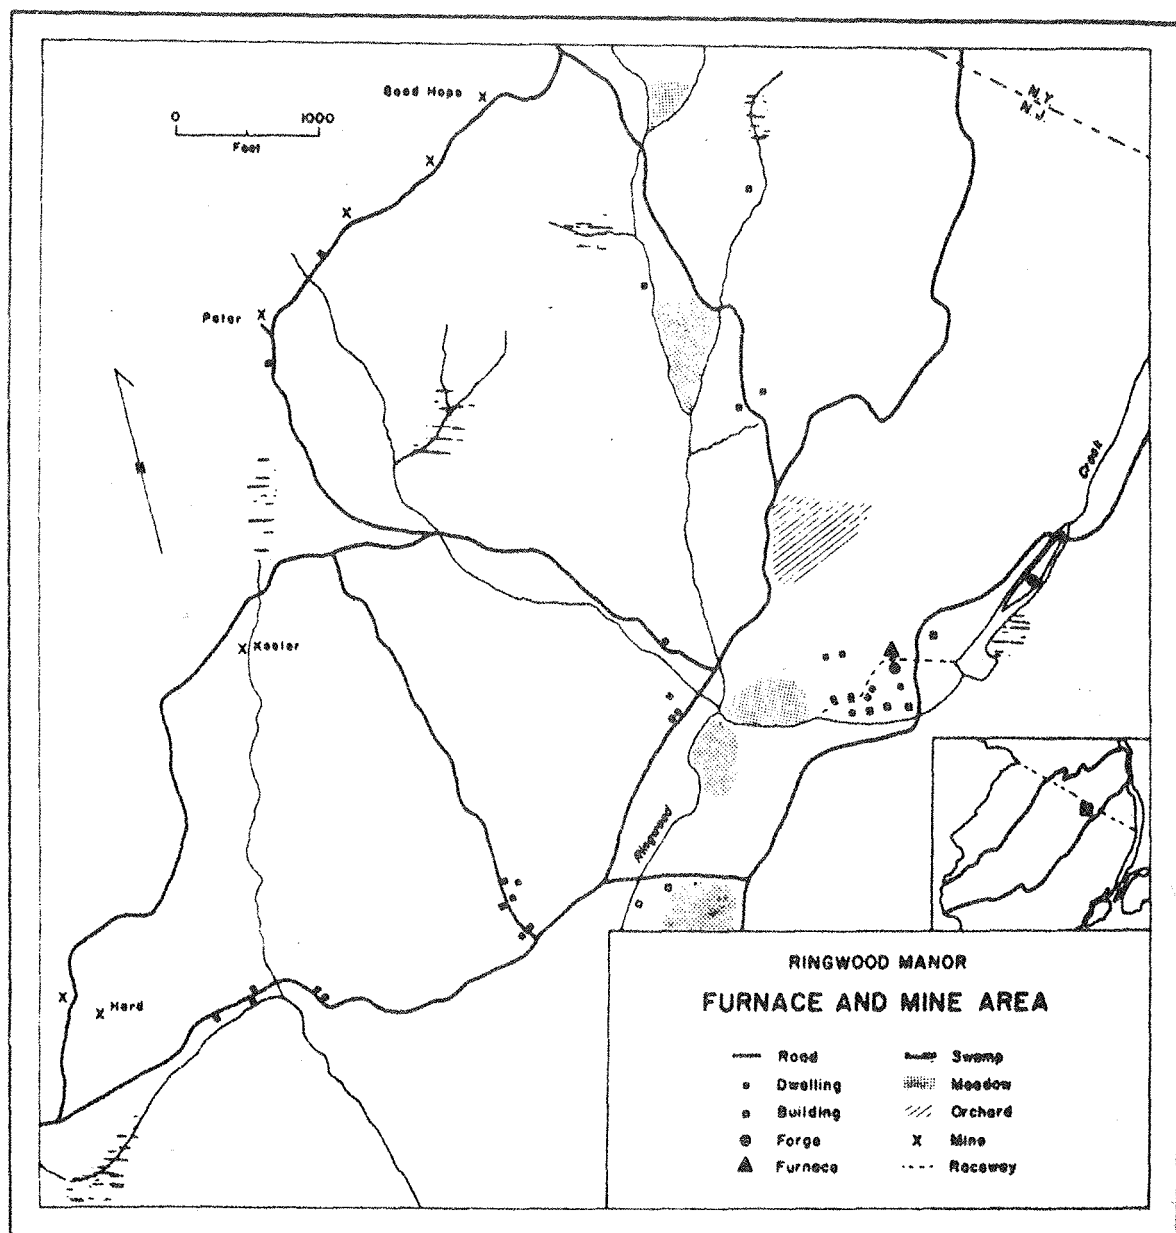 Good Hope
0 1000
Feet
N.Y.
N.J.
Peter
N
Creek
Keeler
Ringwood
Hard
RINGWOOD MANOR
FURNACE AND MINE AREA
Road
Dwelling
Building
Forge
Furnace
Swamp
Meadow
Orchard
Mine
Raceway